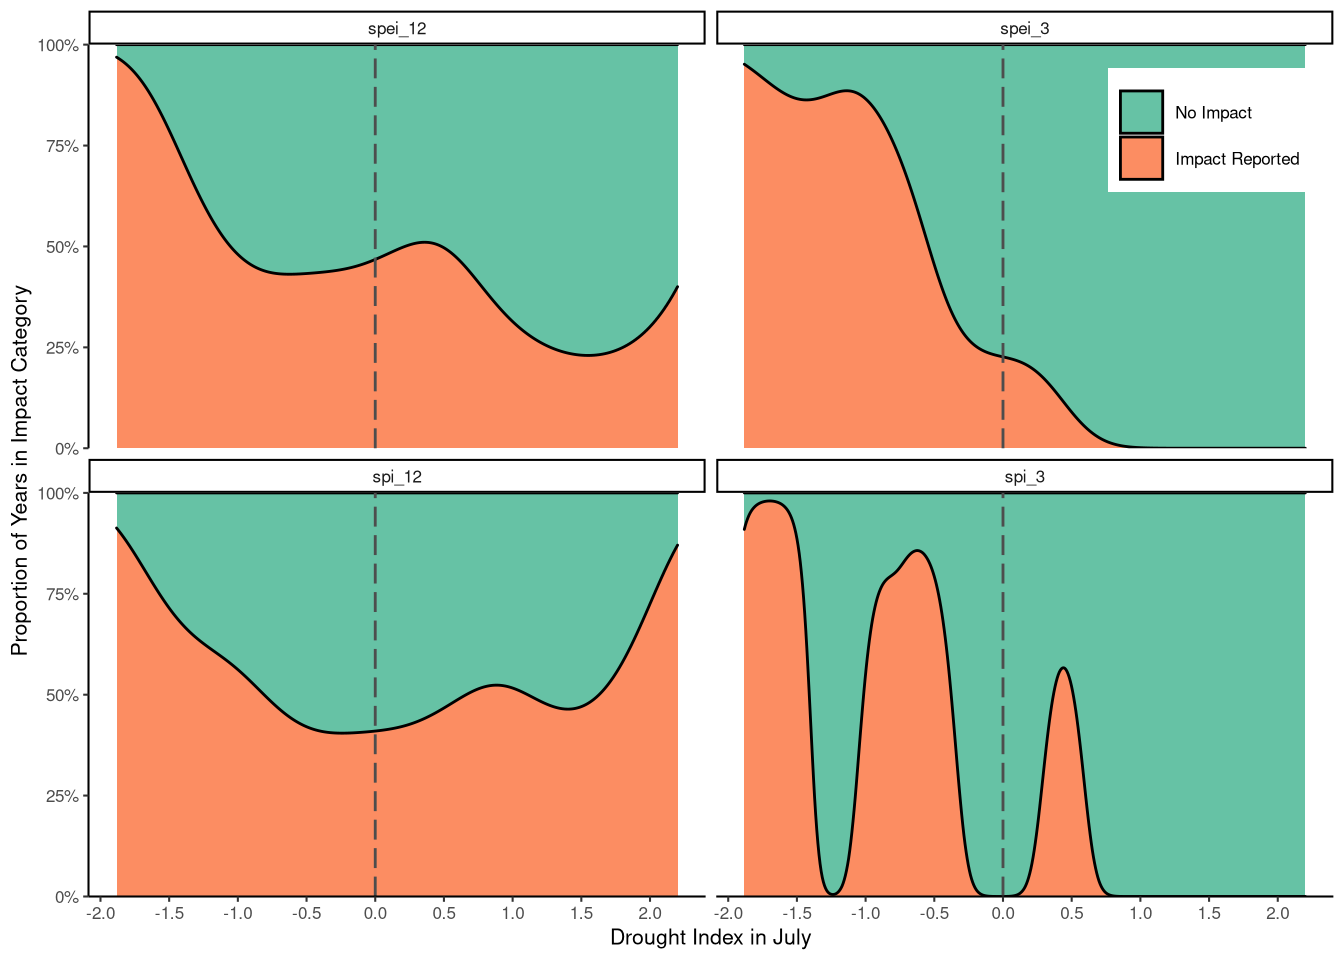 spei_12
spei_3
100%
75%
50%
25%
0%
No Impact
Impact Reported
Proportion of Years in Impact Category
spi_12
spi_3
100%
75%
50%
25%
0%
-2.0 -1.5 -1.0 -0.5 0.0 0.5 1.0 1.5 2.0
-2.0 -1.5 -1.0 -0.5 0.0 0.5 1.0 1.5 2.0
Drought Index in July